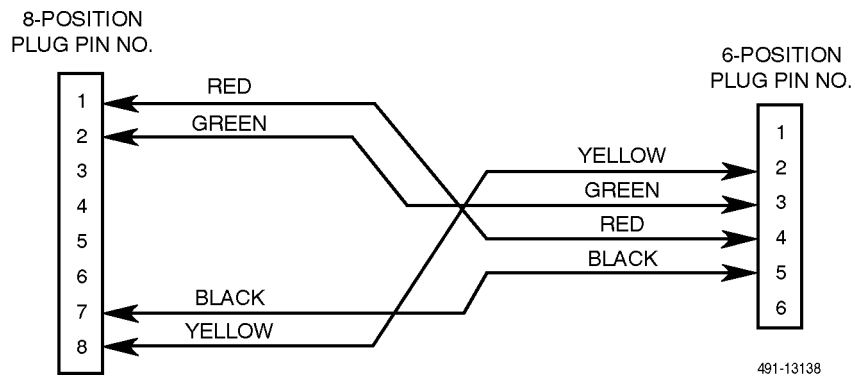 8-POSITION
PLUG PIN NO.
1
2
3
4
5
6
7
8
RED
GREEN
BLACK
YELLOW
6-POSITION
PLUG PIN NO.
YELLOW
GREEN
RED
BLACK
1
2
3
4
5
6
491-13138